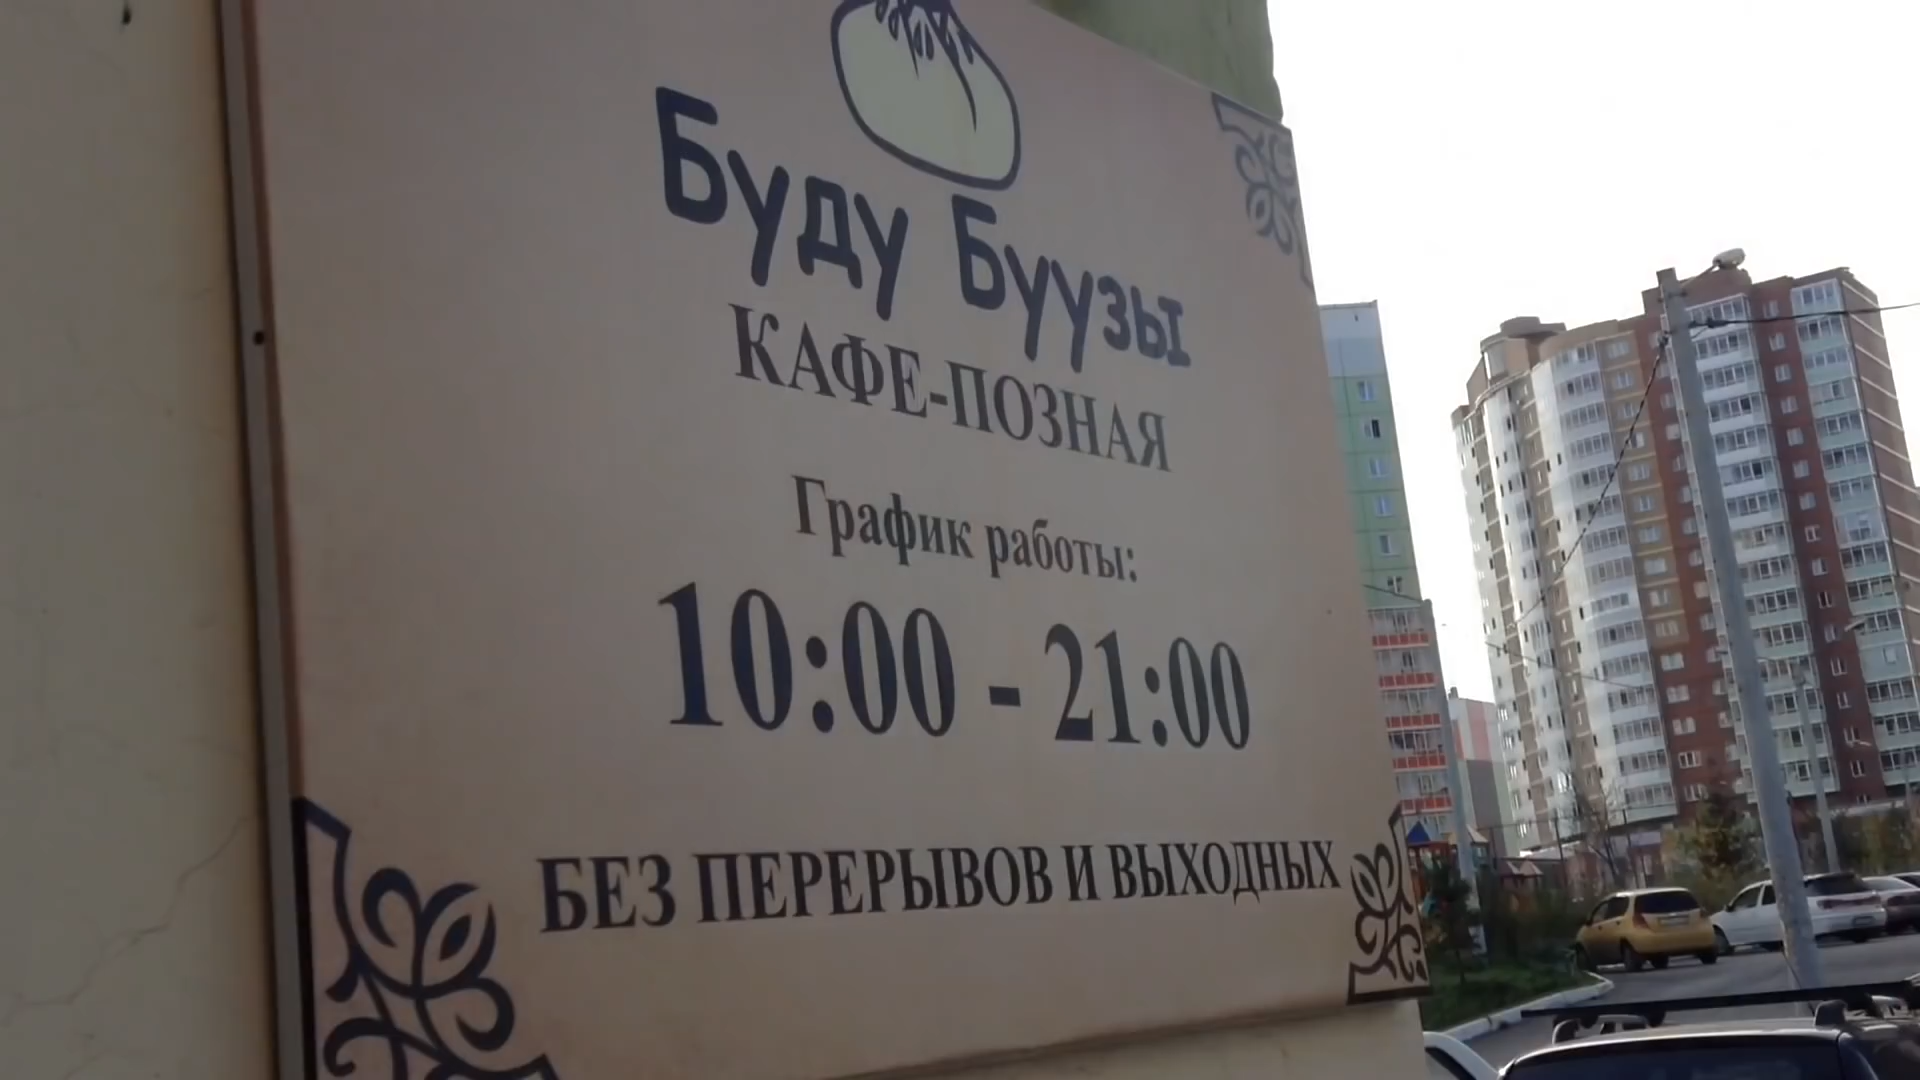 Буду Буузы
КАФЕ-ПОЗНАЯ
График работы:
10:00 - 21:00
БЕЗ ПЕРЕРЫВОВ И ВЫХОДНЫХ